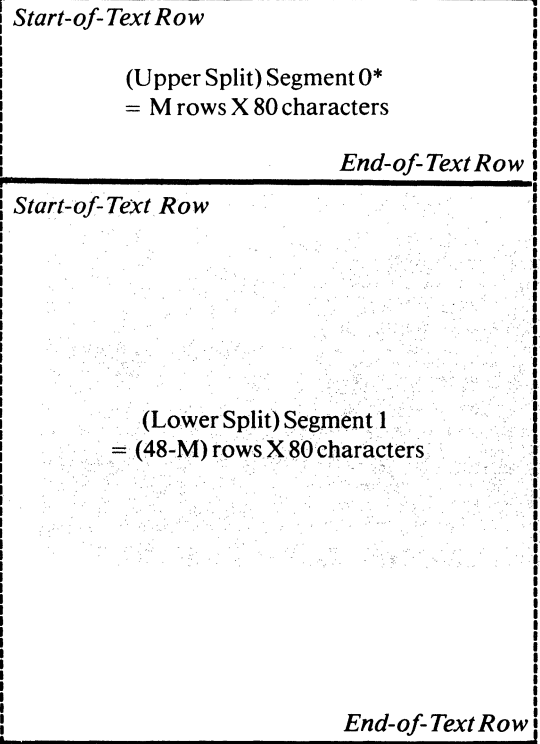 Start-of-Text Row
(Upper Split) Segment 0*
= M rows X 80 characters
End-of-Text Row
Start-of-Text Row
(Lower Split) Segment 1
= (48-M) rows X 80 characters
End-of-Text Row